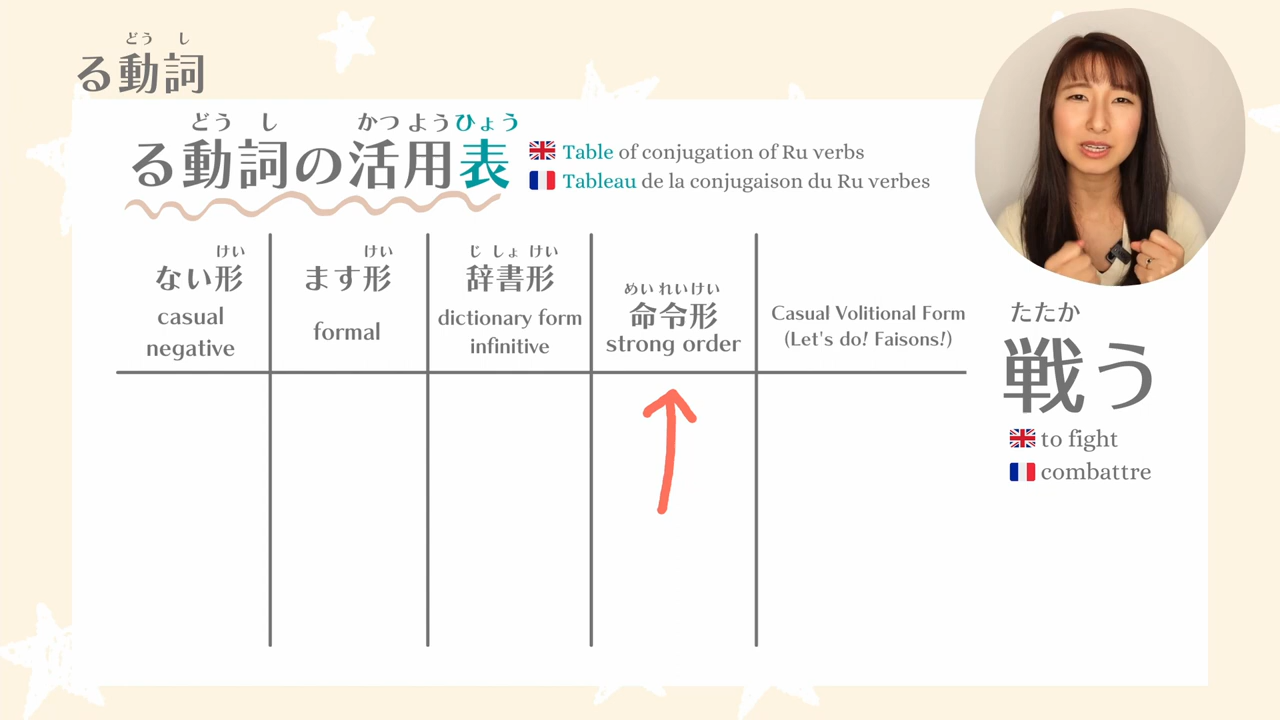 どうし
る動詞
どうし かつようひょう
る動詞の活用表
Table of conjugation of Ru verbs
Tableau de la conjugaison du Ru verbes
けい
ない形
casual
negative
けい
ます形
formal
じしょけい
辞書形
dictionary form
infinitive
めいれいけい
命令形
strong order
Casual Volitional Form
(Let's do! Faisons!)
たたか
戦う
to fight
combattre